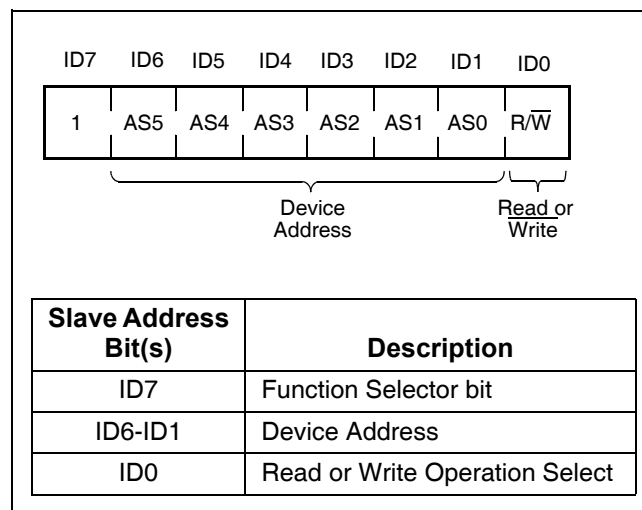 ID7 ID6 ID5 ID4 ID3 ID2 ID1 ID0
1 AS5 AS4 AS3 AS2 AS1 AS0 R/W̅
Device Read or
Address Write
Slave Address
Bit(s) Description
ID7 Function Selector bit
ID6-ID1 Device Address
ID0 Read or Write Operation Select